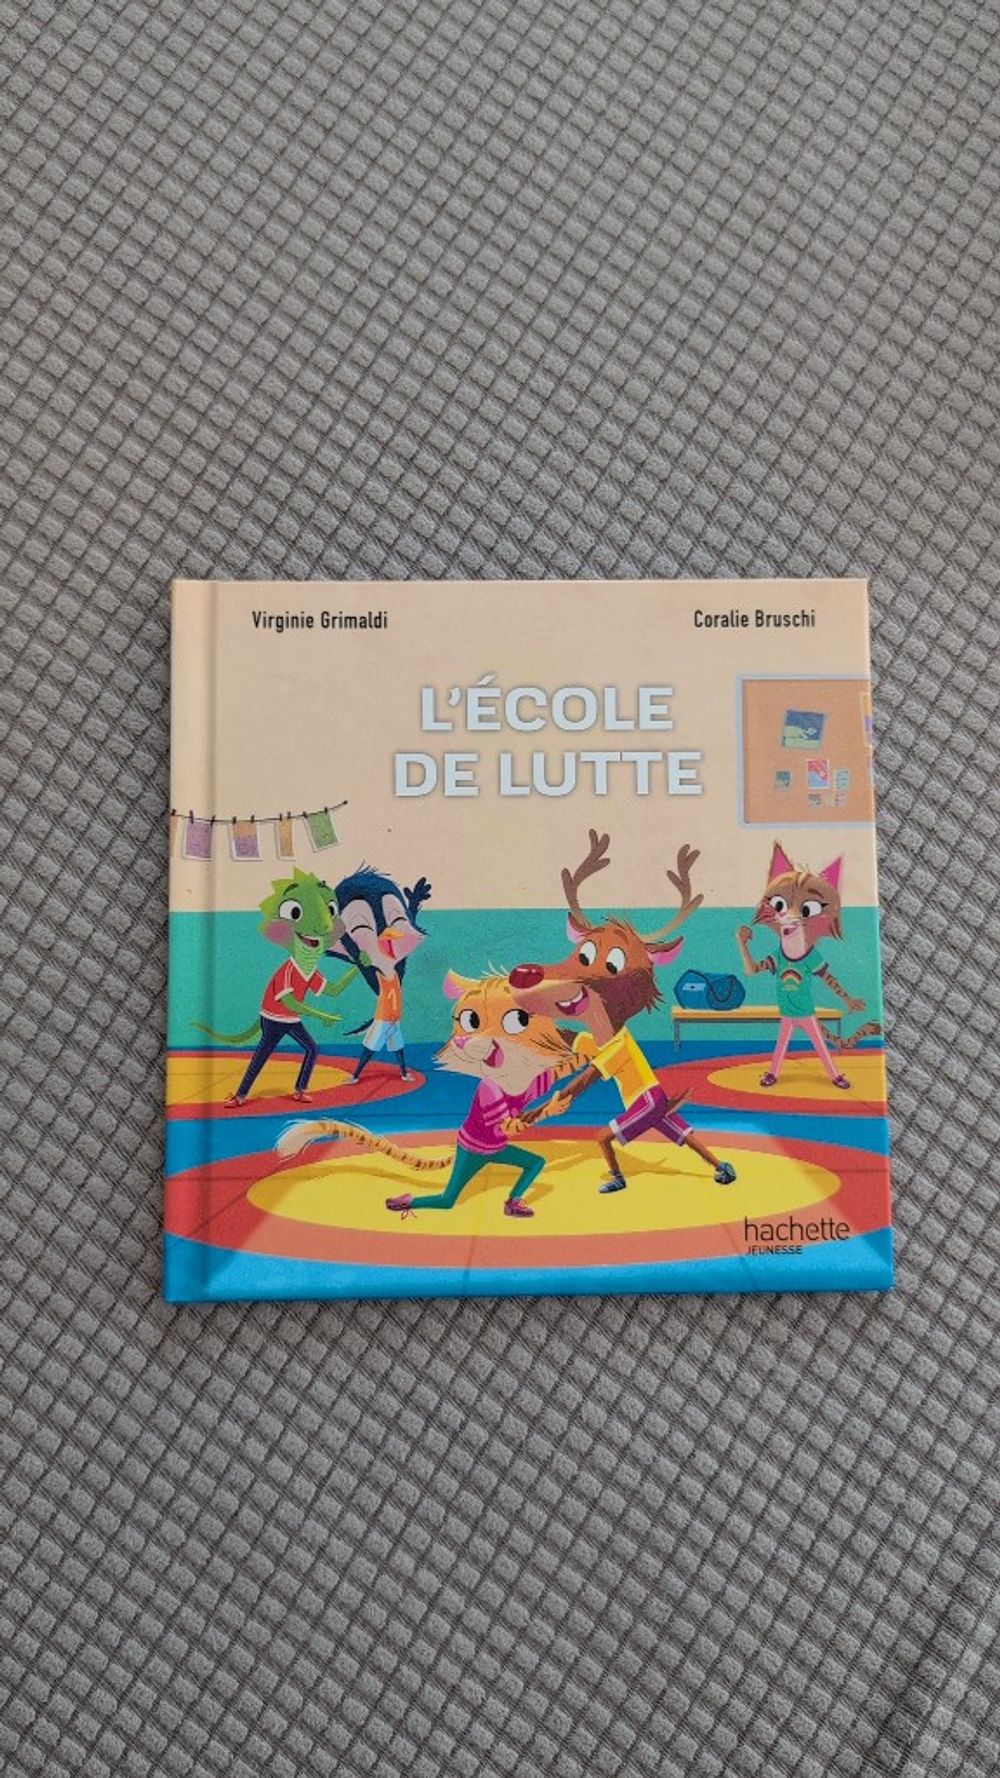 Virginie Grimaldi
Coralie Bruschi
L'ÉCOLE
DE LUTTE
hachette
JEUNESSE